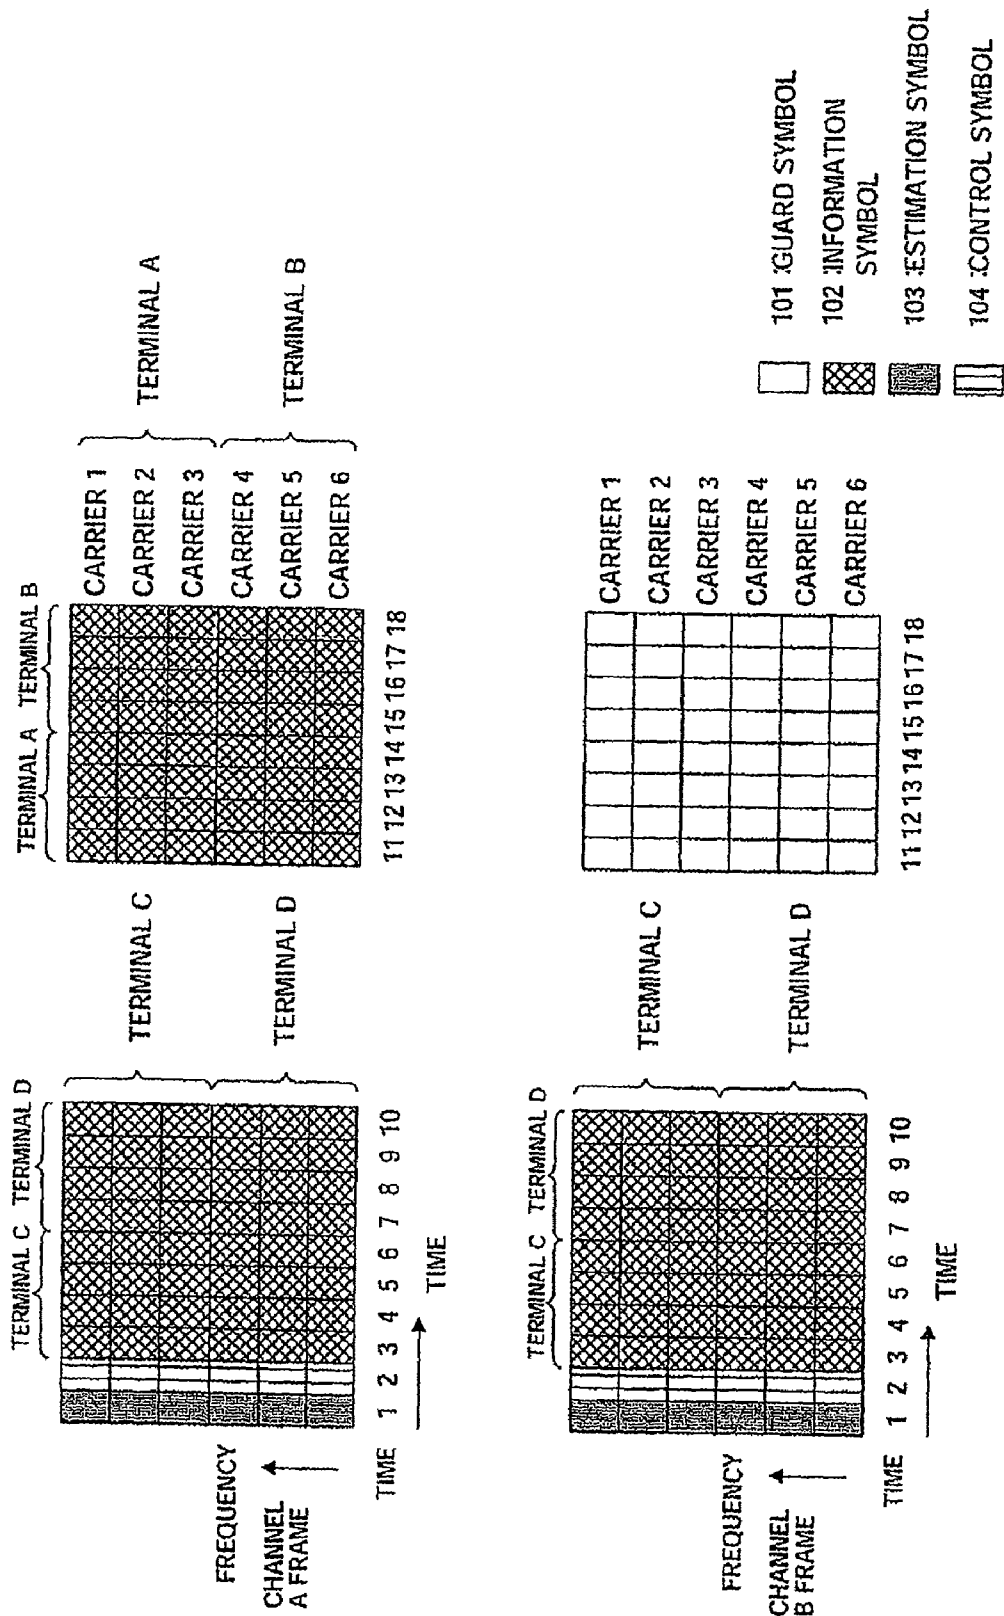 TERMINAL C TERMINAL D
TERMINAL C
TERMINAL D
FREQUENCY
CHANNEL
A FRAME
TIME 1 2 3 4 5 6 7 8 9 10
TIME
TERMINAL A TERMINAL B
CARRIER 1
CARRIER 2
CARRIER 3
CARRIER 4
CARRIER 5
CARRIER 6
TERMINAL A
TERMINAL B
11 12 13 14 15 16 17 18
TERMINAL C TERMINAL D
TERMINAL C
TERMINAL D
FREQUENCY
CHANNEL
B FRAME
TIME 1 2 3 4 5 6 7 8 9 10
TIME
CARRIER 1
CARRIER 2
CARRIER 3
CARRIER 4
CARRIER 5
CARRIER 6
11 12 13 14 15 16 17 18
101 :GUARD SYMBOL
102 :INFORMATION
SYMBOL
103 :ESTIMATION SYMBOL
104 :CONTROL SYMBOL